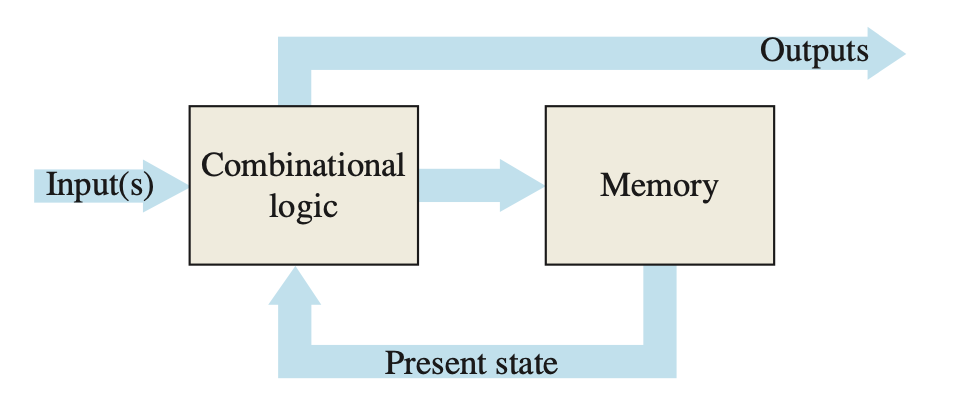 Outputs
Input(s)
Combinational
logic
Memory
Present state